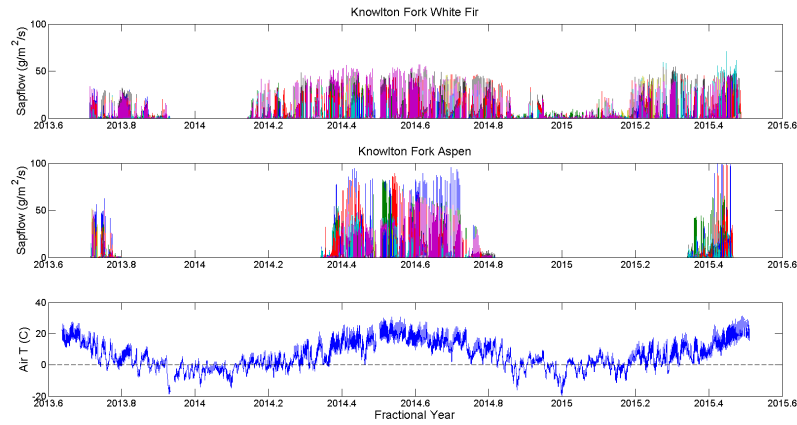 Knowlton Fork White Fir
Sapflow (g/m²/s)
100
50
0
2013.6 2013.8 2014 2014.2 2014.4 2014.6 2014.8 2015 2015.2 2015.4 2015.6
Knowlton Fork Aspen
Sapflow (g/m²/s)
100
50
0
2013.6 2013.8 2014 2014.2 2014.4 2014.6 2014.8 2015 2015.2 2015.4 2015.6
Air T (C)
40
20
0
-20
2013.6 2013.8 2014 2014.2 2014.4 2014.6 2014.8 2015 2015.2 2015.4 2015.6
Fractional Year